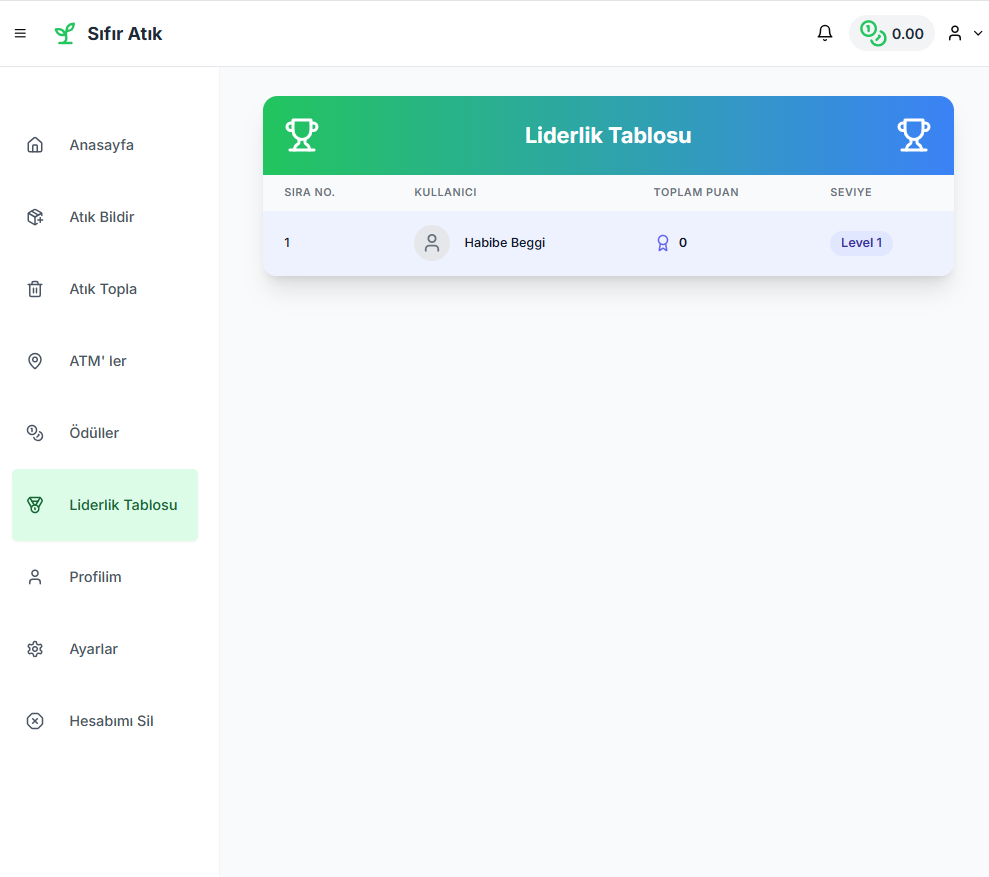 Sıfır Atık
0.00
Anasayfa
Atık Bildir
Atık Topla
ATM' ler
Ödüller
Liderlik Tablosu
Profilim
Ayarlar
Hesabımı Sil
Liderlik Tablosu
SIRA NO. KULLANICI TOPLAM PUAN SEVIYE
1 Habibe Beggi 0 Level 1